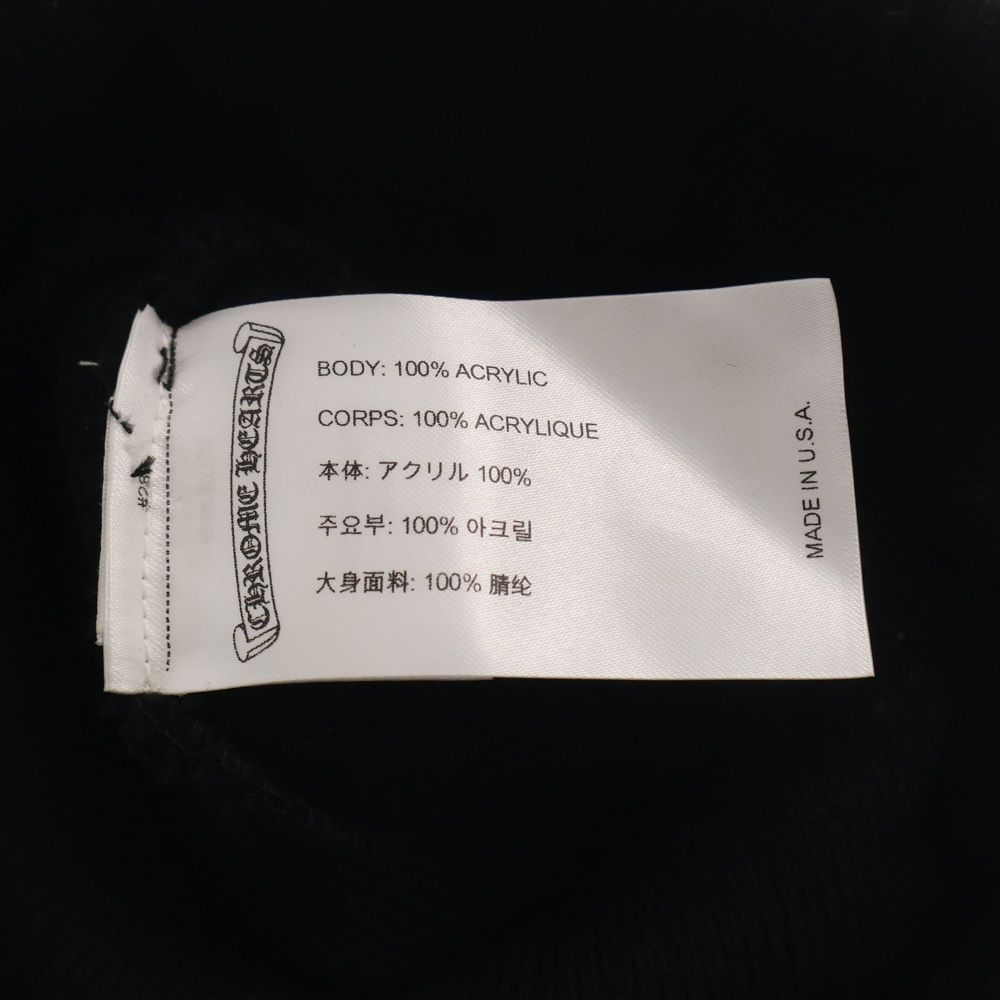 CHROME HEARTS
BODY: 100% ACRYLIC
CORPS: 100% ACRYLIQUE
本体: アクリル 100%
주요부: 100% 아크릴
大身面料: 100% 腈纶
MADE IN U.S.A.